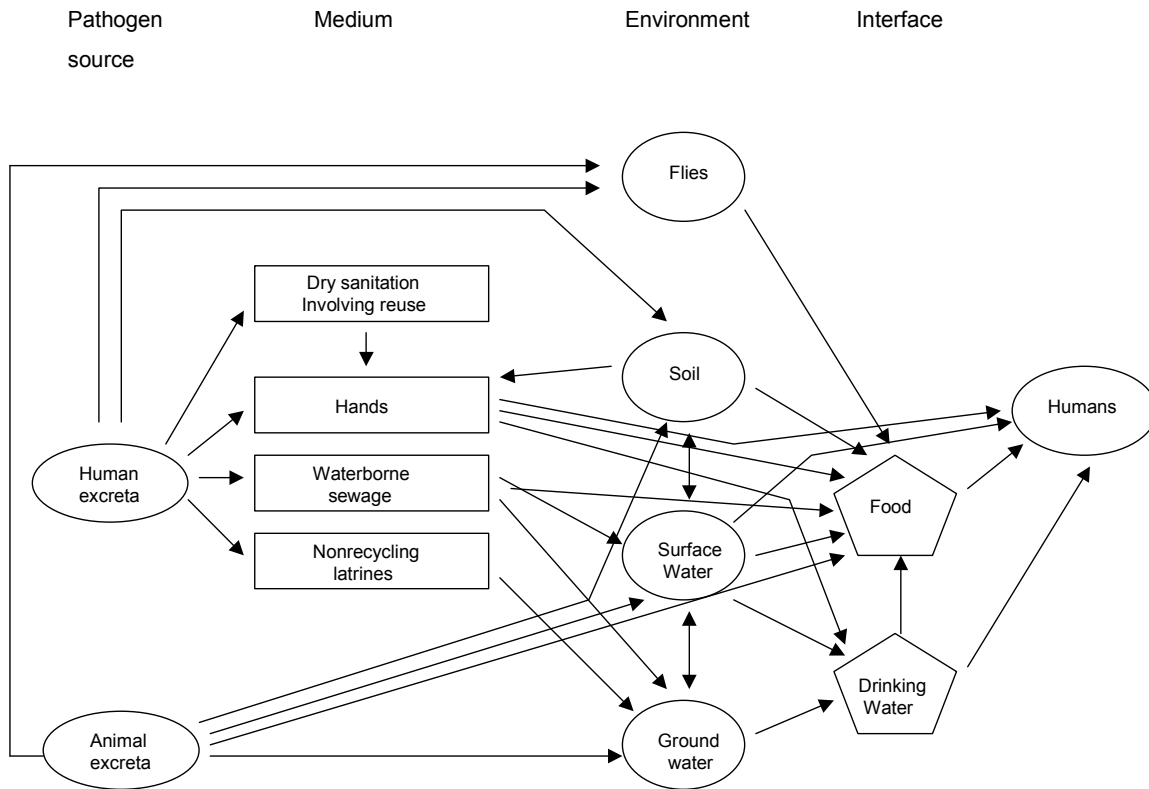 Pathogen
source
Medium
Environment
Interface
Flies
Dry sanitation
Involving reuse
Soil
Hands
Humans
Human
excreta
Waterborne
sewage
Food
Nonrecycling
latrines
Surface
Water
Drinking
Water
Animal
excreta
Ground
water